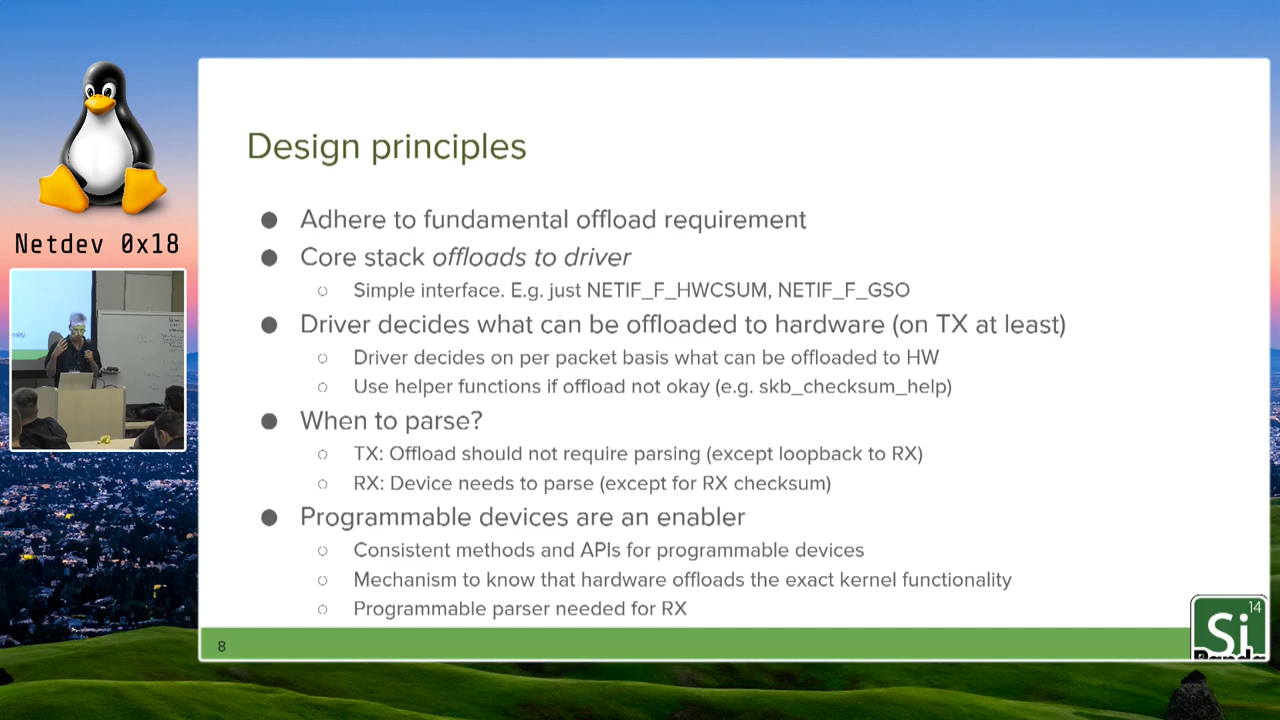 Design principles
Netdev 0x18
● Adhere to fundamental offload requirement
● Core stack offloads to driver
○ Simple interface. E.g. just NETIF_F_HWCSUM, NETIF_F_GSO
● Driver decides what can be offloaded to hardware (on TX at least)
○ Driver decides on per packet basis what can be offloaded to HW
○ Use helper functions if offload not okay (e.g. skb_checksum_help)
● When to parse?
○ TX: Offload should not require parsing (except loopback to RX)
○ RX: Device needs to parse (except for RX checksum)
● Programmable devices are an enabler
○ Consistent methods and APIs for programmable devices
○ Mechanism to know that hardware offloads the exact kernel functionality
○ Programmable parser needed for RX
8
14
Si
Panda